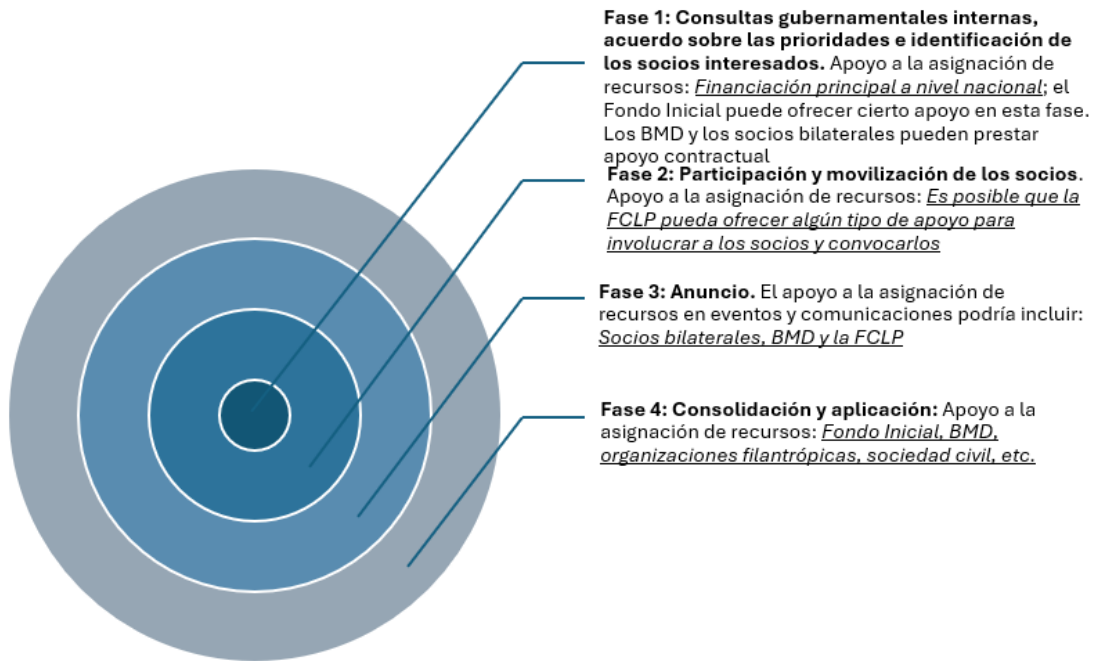 Fase 1: Consultas gubernamentales internas,
acuerdo sobre las prioridades e identificación de
los socios interesados. Apoyo a la asignación de
recursos: Financiación principal a nivel nacional; el
Fondo Inicial puede ofrecer cierto apoyo en esta fase.
Los BMD y los socios bilaterales pueden prestar
apoyo contractual
Fase 2: Participación y movilización de los socios.
Apoyo a la asignación de recursos: Es posible que la
FCLP pueda ofrecer algún tipo de apoyo para
involucrar a los socios y convocarlos
Fase 3: Anuncio. El apoyo a la asignación de
recursos en eventos y comunicaciones podría incluir:
Socios bilaterales, BMD y la FCLP
Fase 4: Consolidación y aplicación: Apoyo a la
asignación de recursos: Fondo Inicial, BMD,
organizaciones filantrópicas, sociedad civil, etc.